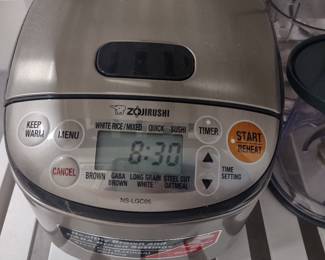 ZOJIRUSHI
KEEP
WARM
MENU
WHITE RICE/MIXED QUICK SUSHI
TIMER
START
REHEAT
8:30
CANCEL
BROWN GABA BROWN LONG GRAIN WHITE STEEL CUT OATMEAL
TIME
SETTING
NS-LGC05